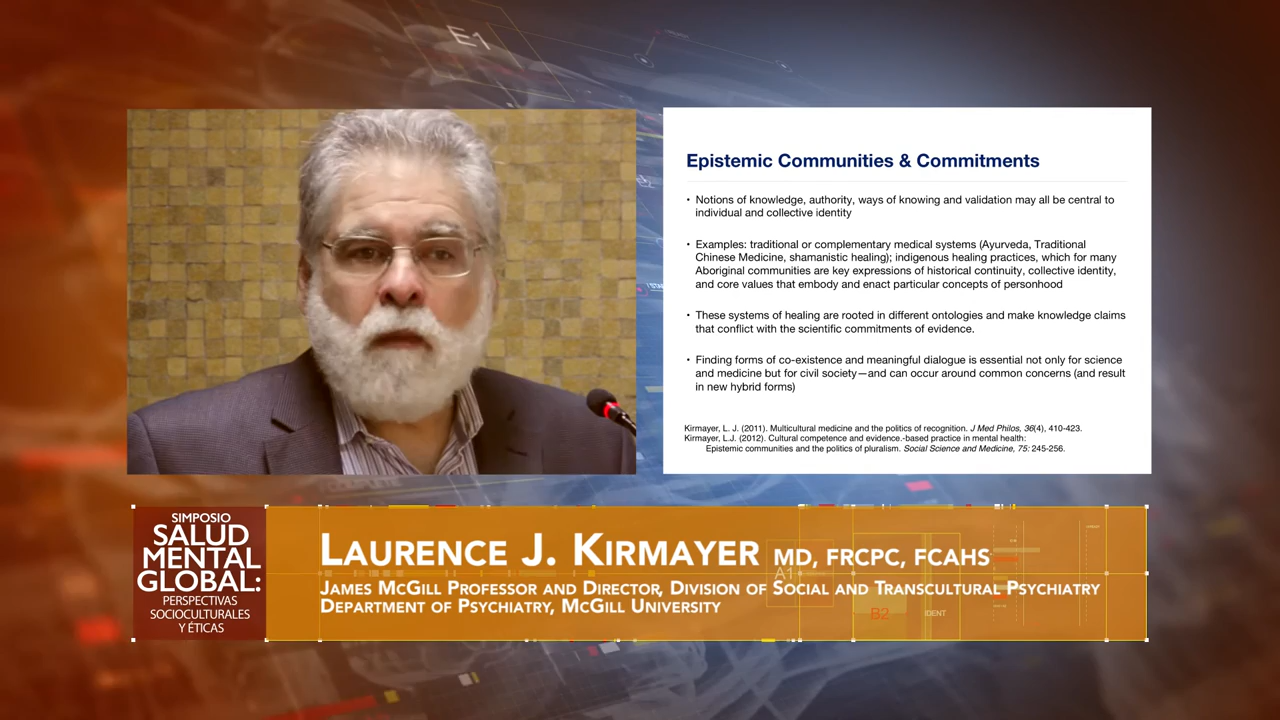 E1
Epistemic Communities & Commitments
• Notions of knowledge, authority, ways of knowing and validation may all be central to
individual and collective identity
• Examples: traditional or complementary medical systems (Ayurveda, Traditional
Chinese Medicine, shamanistic healing); indigenous healing practices, which for many
Aboriginal communities are key expressions of historical continuity, collective identity,
and core values that embody and enact particular concepts of personhood
• These systems of healing are rooted in different ontologies and make knowledge claims
that conflict with the scientific commitments of evidence.
• Finding forms of co-existence and meaningful dialogue is essential not only for science
and medicine but for civil society—and can occur around common concerns (and result
in new hybrid forms)
Kirmayer, L. J. (2011). Multicultural medicine and the politics of recognition. J Med Philos, 36(4), 410-423.
Kirmayer, L.J. (2012). Cultural competence and evidence.-based practice in mental health:
Epistemic communities and the politics of pluralism. Social Science and Medicine, 75: 245-256.
SIMPOSIO
SALUD
MENTAL
GLOBAL:
PERSPECTIVAS
SOCIOCULTURALES
Y ÉTICAS
LAURENCE J. KIRMAYER MD, FRCPC, FCAHS
JAMES MCGILL PROFESSOR AND DIRECTOR, DIVISION OF SOCIAL AND TRANSCULTURAL PSYCHIATRY
DEPARTMENT OF PSYCHIATRY, MCGILL UNIVERSITY
A1
B2
IDENT